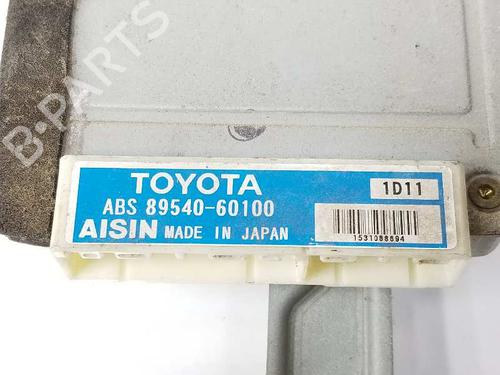 B-PARTS
TOYOTA
1D11
ABS 89540-60100
AISIN MADE IN JAPAN
1531088694